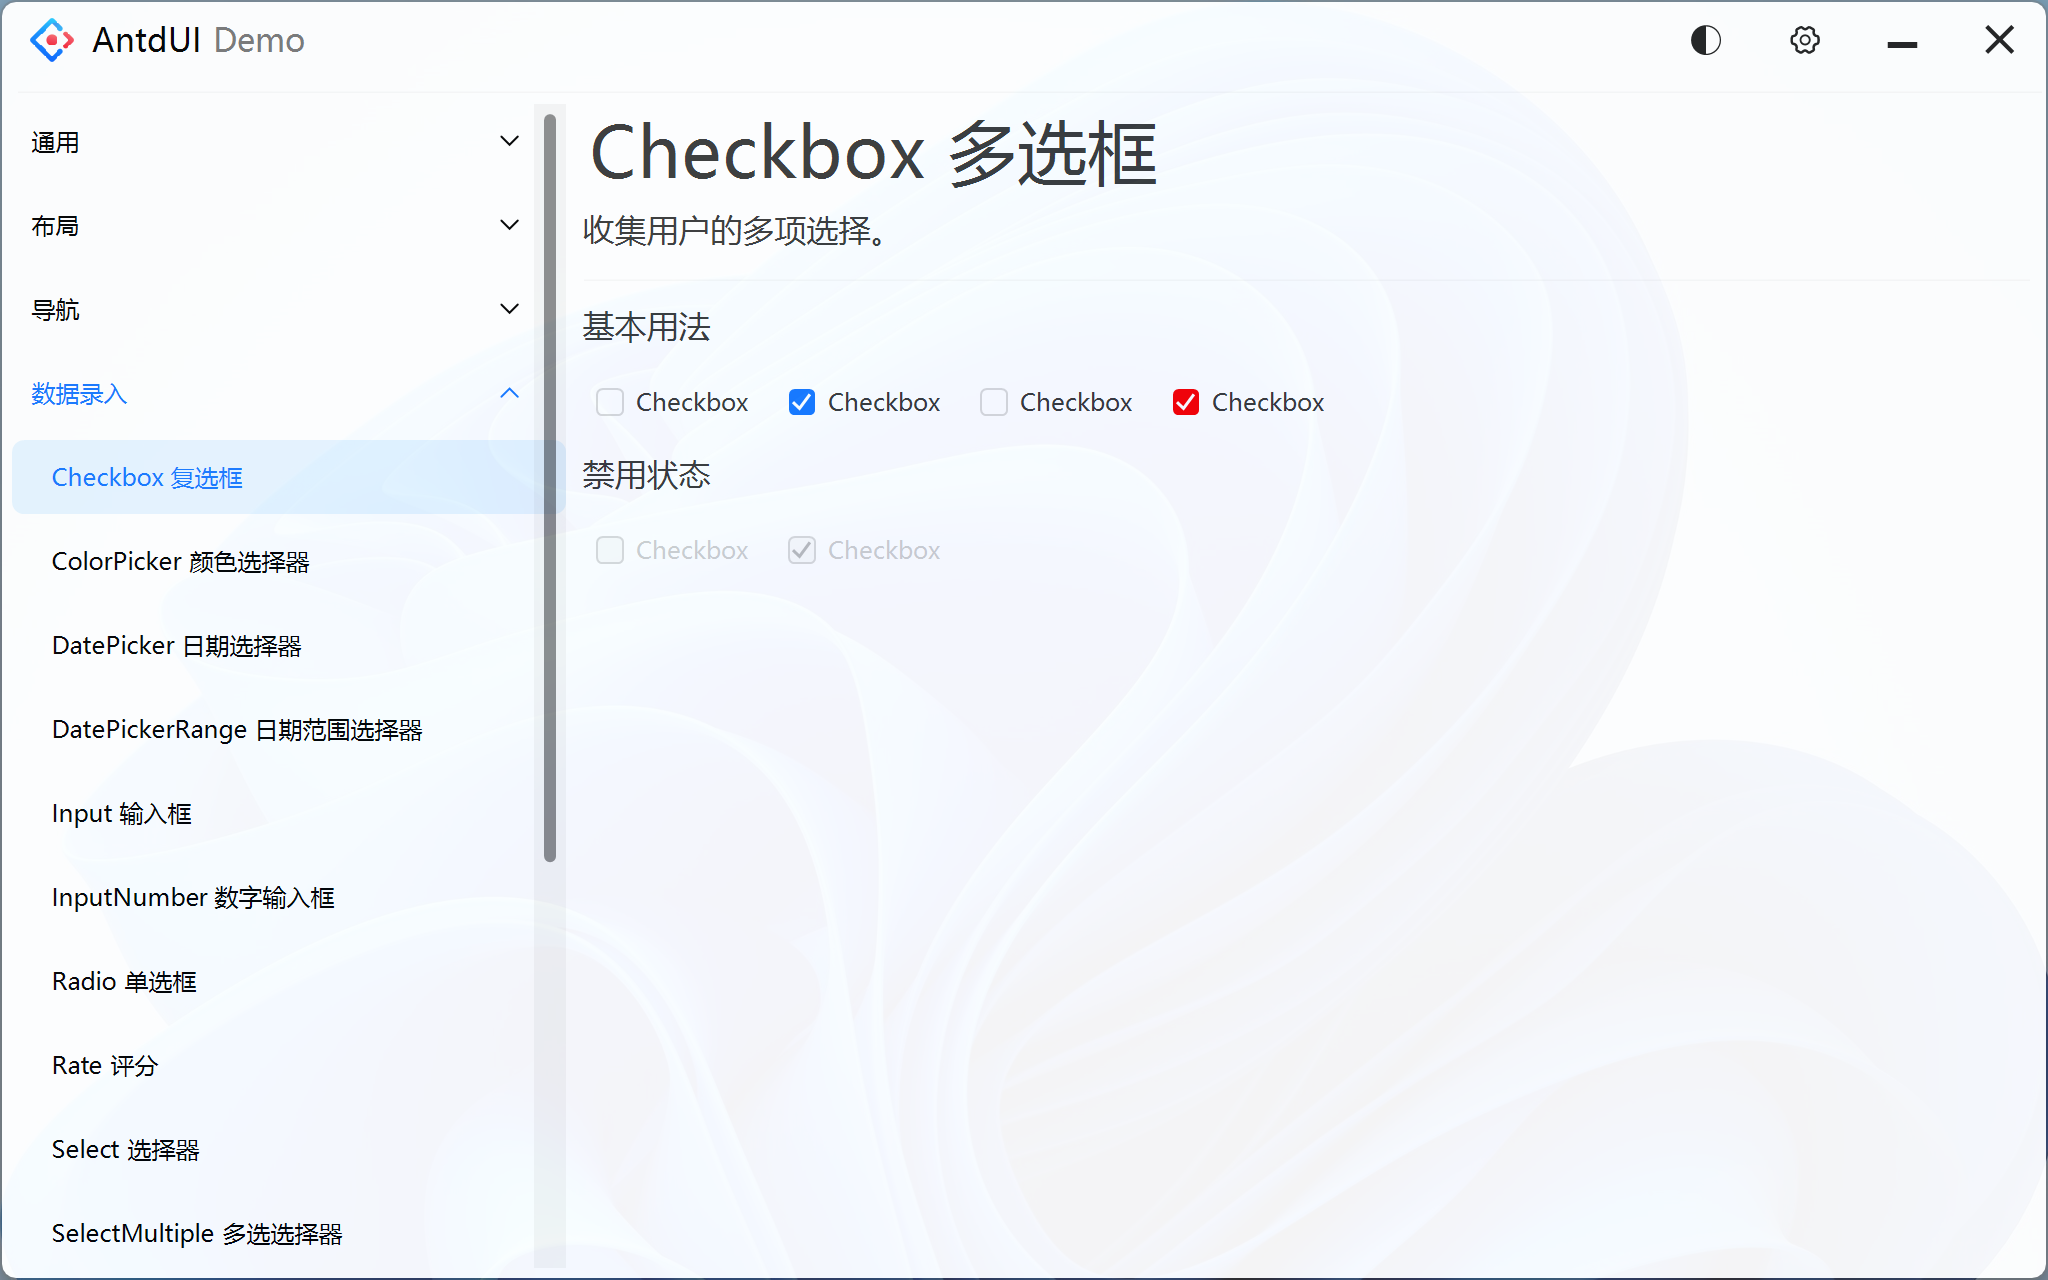 AntdUI Demo
通用
布局
导航
数据录入
Checkbox 复选框
ColorPicker 颜色选择器
DatePicker 日期选择器
DatePickerRange 日期范围选择器
Input 输入框
InputNumber 数字输入框
Radio 单选框
Rate 评分
Select 选择器
SelectMultiple 多选选择器
Checkbox 多选框
收集用户的多项选择。
基本用法
Checkbox Checkbox Checkbox Checkbox
禁用状态
Checkbox Checkbox